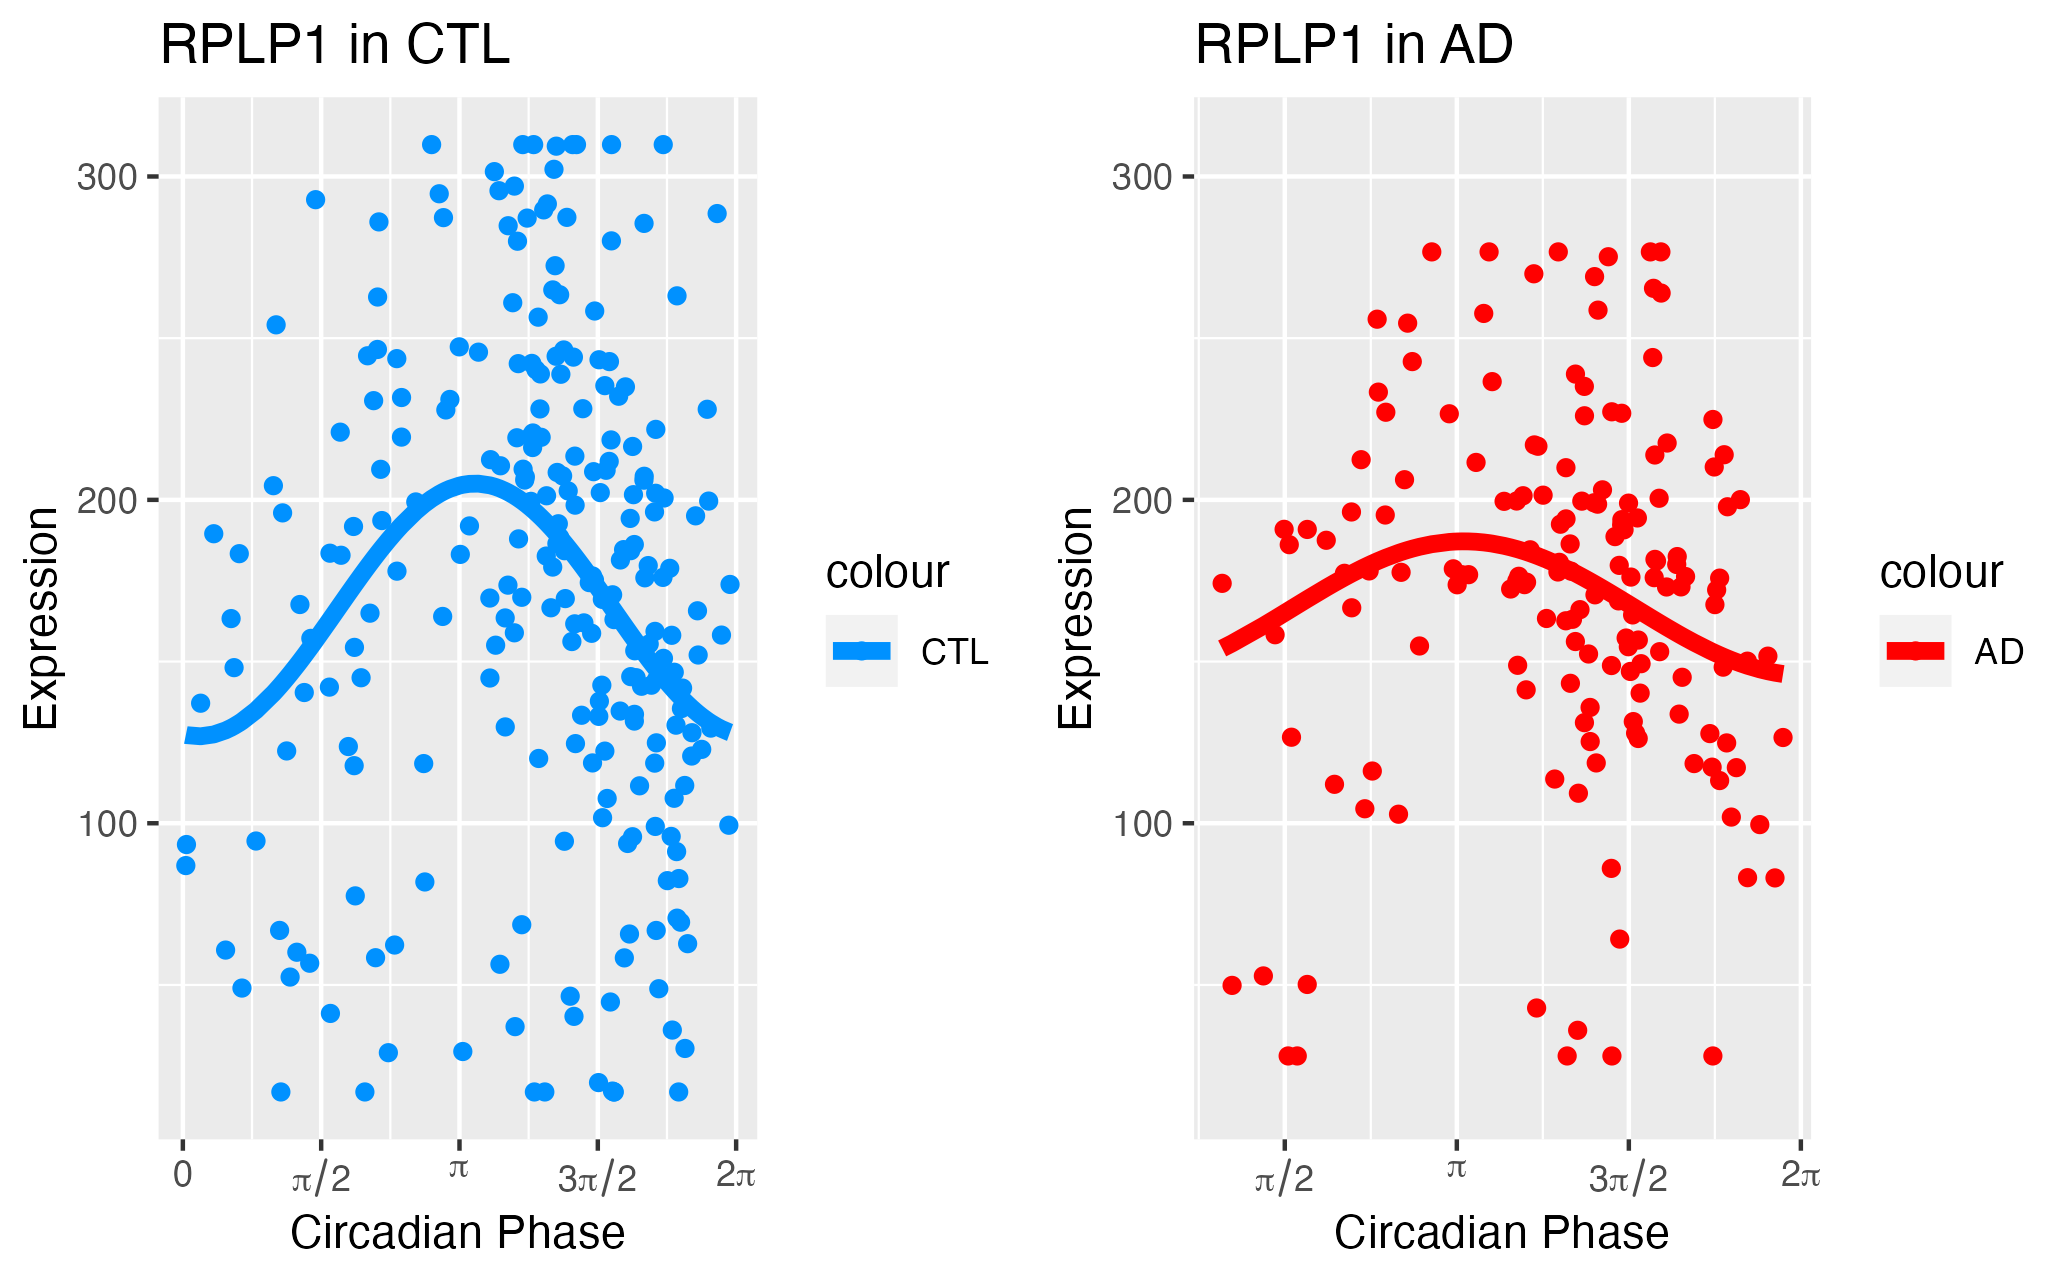 RPLP1 in CTL
Expression
300
200
100
0
π/2
π
3π/2
2π
Circadian Phase
colour
CTL
RPLP1 in AD
Expression
300
200
100
π/2
π
3π/2
2π
Circadian Phase
colour
AD